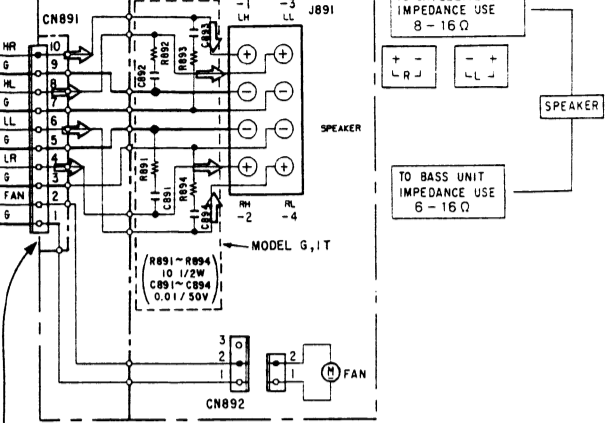 CN891
HR
G
HL
G
LL
G
LR
G
FAN
G
10
9
8
7
6
5
4
3
2
1
-1
LH
-3
LL
J891
C892
R892
R893
C893
R891
C891
R894
C894
SPEAKER
RH
-2
RL
-4
MODEL G, IT
(R891~R894)
10 1/2W
C891~C894
0.01/50V
3
2
1
CN892
2
1
M
FAN
IMPEDANCE USE
8-16Ω
+ -
R
- +
L
SPEAKER
TO BASS UNIT
IMPEDANCE USE
6-16Ω